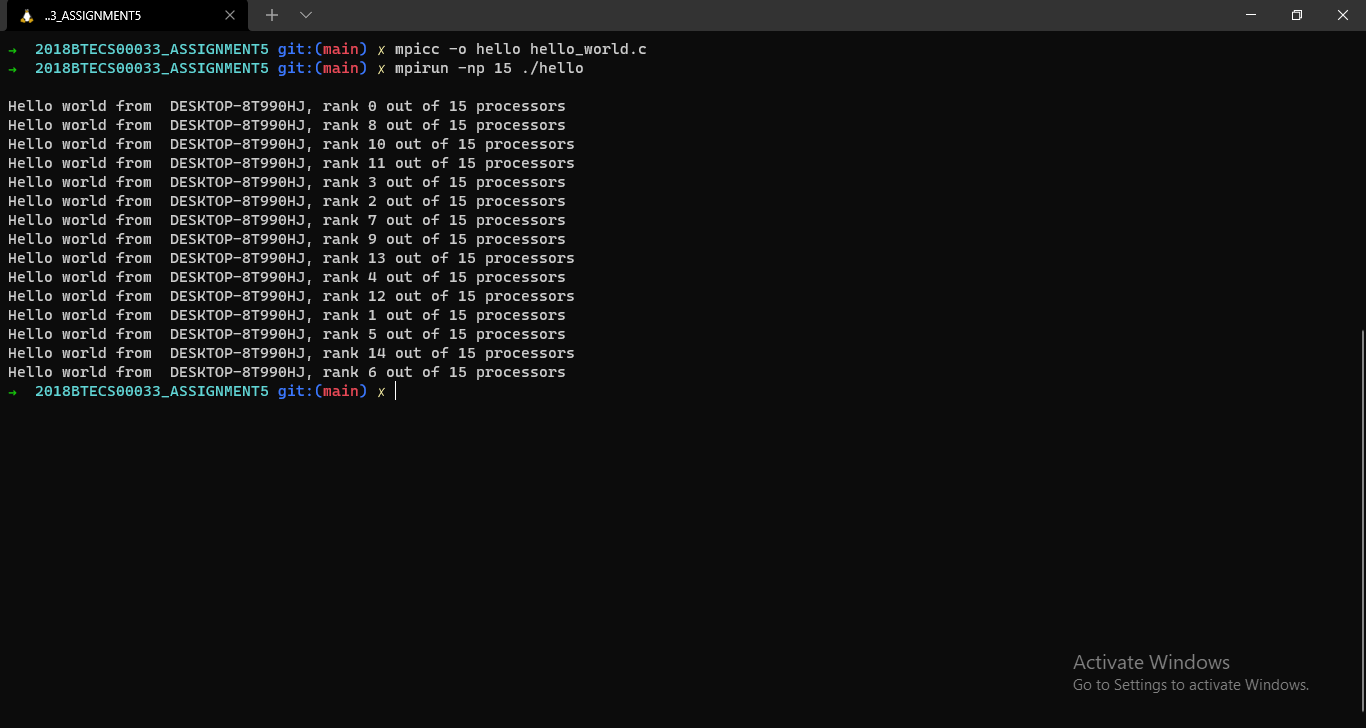 ..3_ASSIGNMENT5
→ 2018BTECS00033_ASSIGNMENT5 git:(main) ✗ mpicc -o hello hello_world.c
→ 2018BTECS00033_ASSIGNMENT5 git:(main) ✗ mpirun -np 15 ./hello
Hello world from  DESKTOP-8T990HJ, rank 0 out of 15 processors
Hello world from  DESKTOP-8T990HJ, rank 8 out of 15 processors
Hello world from  DESKTOP-8T990HJ, rank 10 out of 15 processors
Hello world from  DESKTOP-8T990HJ, rank 11 out of 15 processors
Hello world from  DESKTOP-8T990HJ, rank 3 out of 15 processors
Hello world from  DESKTOP-8T990HJ, rank 2 out of 15 processors
Hello world from  DESKTOP-8T990HJ, rank 7 out of 15 processors
Hello world from  DESKTOP-8T990HJ, rank 9 out of 15 processors
Hello world from  DESKTOP-8T990HJ, rank 13 out of 15 processors
Hello world from  DESKTOP-8T990HJ, rank 4 out of 15 processors
Hello world from  DESKTOP-8T990HJ, rank 12 out of 15 processors
Hello world from  DESKTOP-8T990HJ, rank 1 out of 15 processors
Hello world from  DESKTOP-8T990HJ, rank 5 out of 15 processors
Hello world from  DESKTOP-8T990HJ, rank 14 out of 15 processors
Hello world from  DESKTOP-8T990HJ, rank 6 out of 15 processors
→ 2018BTECS00033_ASSIGNMENT5 git:(main) ✗
Activate Windows
Go to Settings to activate Windows.